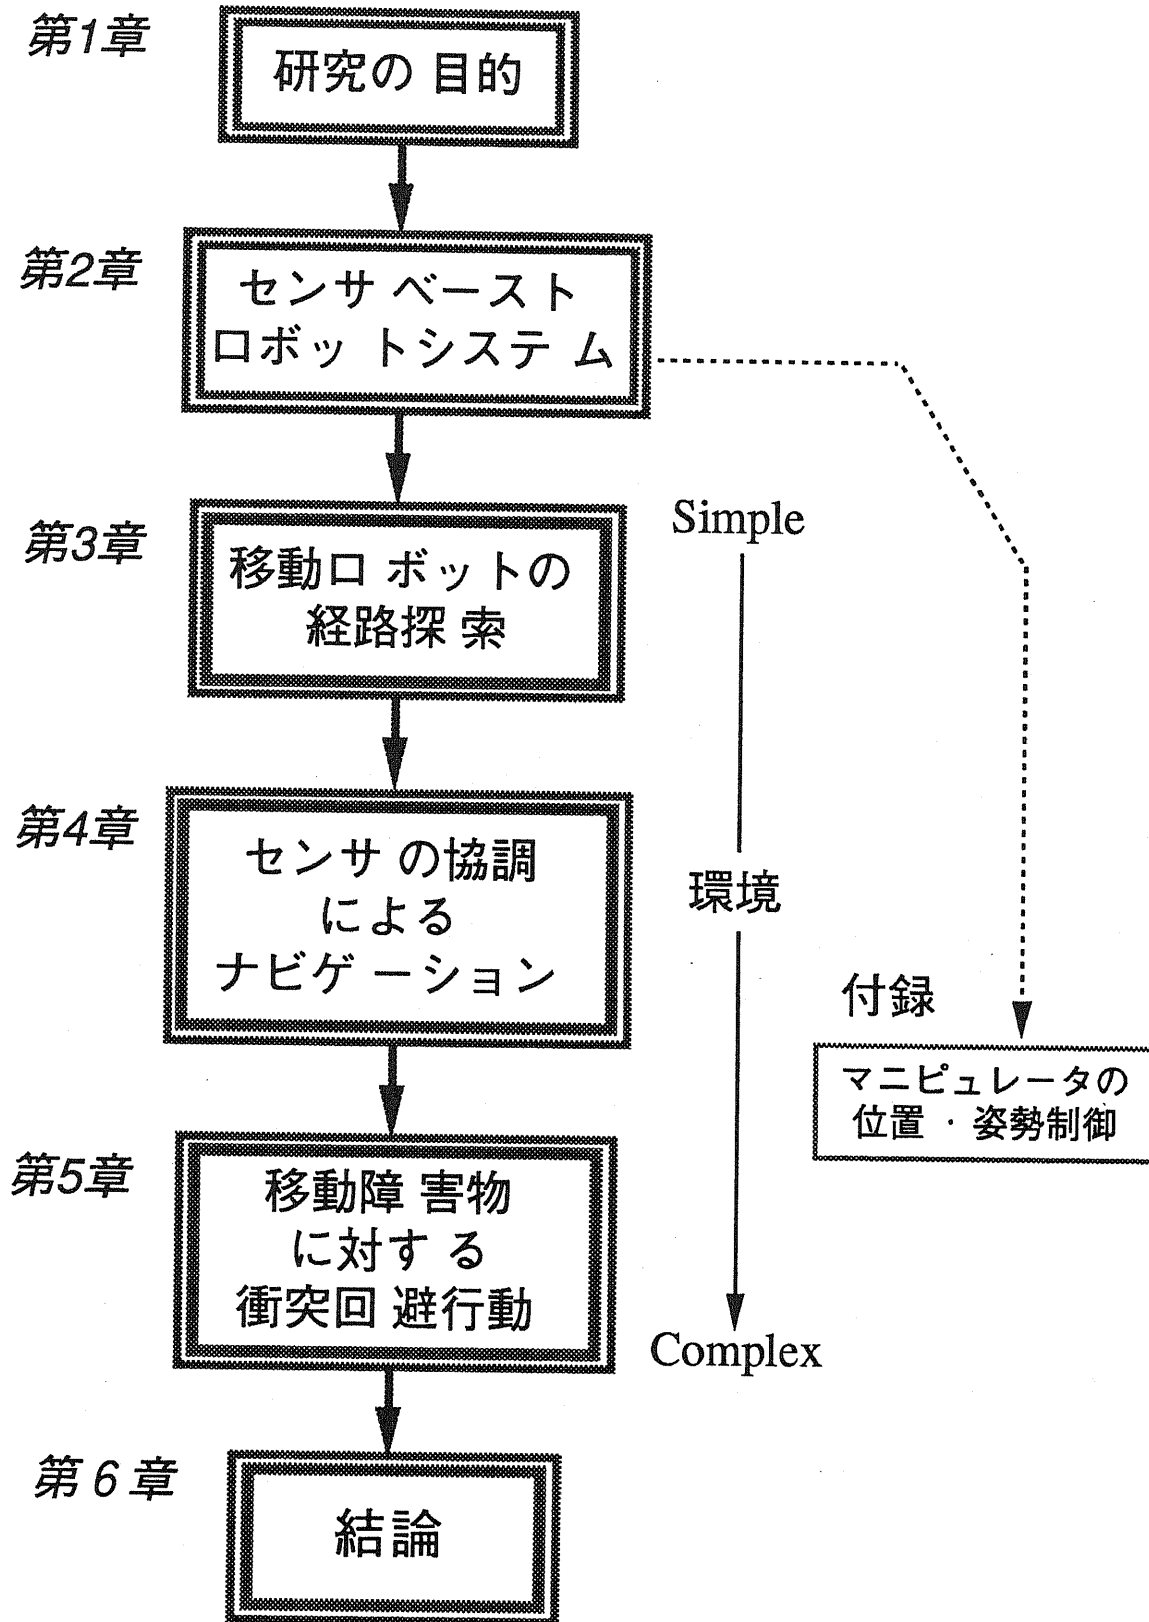 第1章
研究の 目的
第2章
センサ ベースト
ロボッ トシステ ム
第3章
移動ロ ボットの
経路探 索
Simple
第4章
センサ の協調
による
ナビゲ ーション
環境
付録
マニピュレータの
位置 ・ 姿勢制御
第5章
移動障 害物
に対す る
衝突回 避行動
Complex
第 6 章
結論